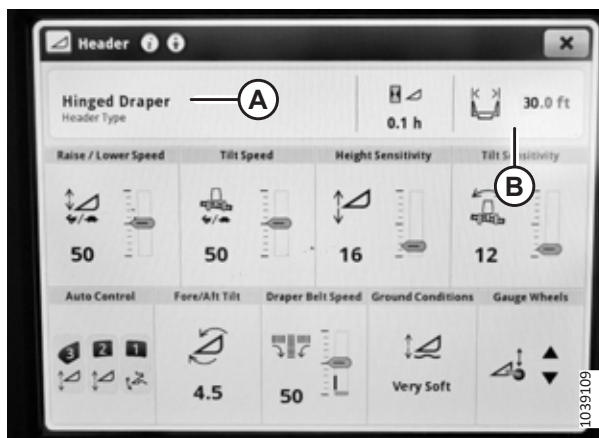 Header
Hinged Draper
Header Type
A
0.1 h
30.0 ft
B
Raise / Lower Speed
Tilt Speed
Height Sensitivity
Tilt Sensitivity
50
50
16
12
Auto Control
Fore/Aft Tilt
Draper Belt Speed
Ground Conditions
Gauge Wheels
3 2 1
4.5
50
Very Soft
1039109